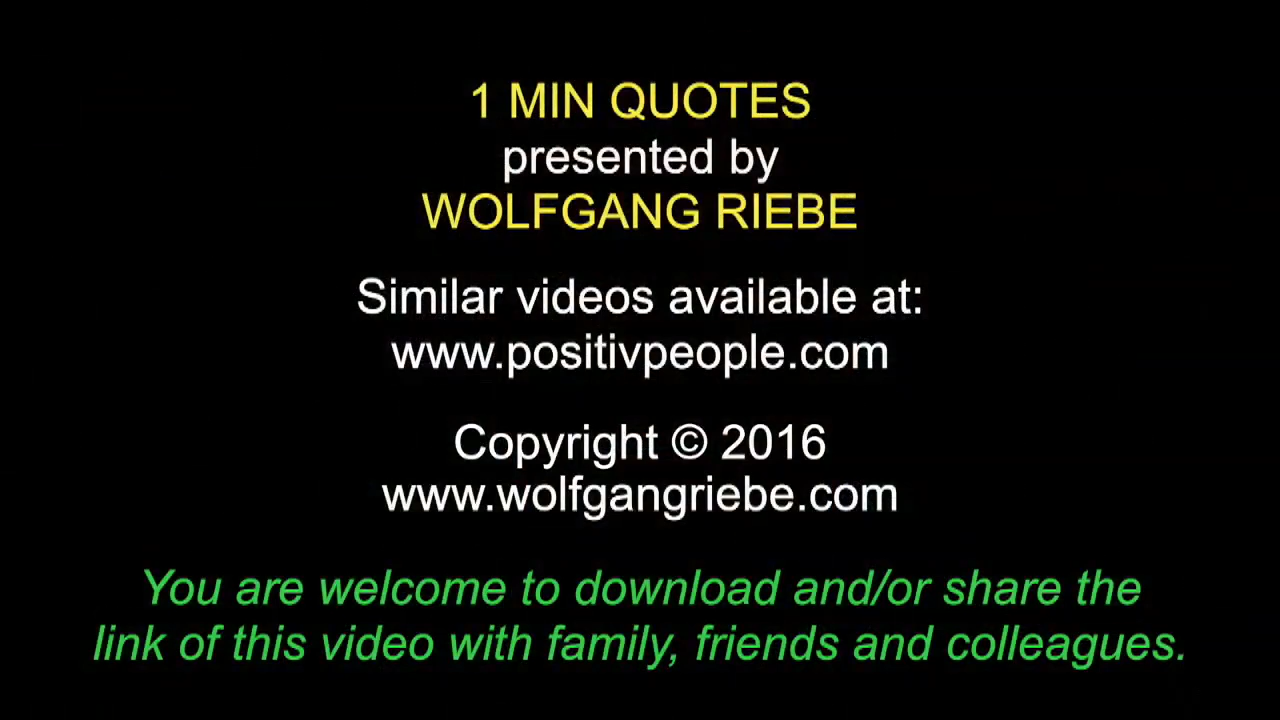 1 MIN QUOTES
presented by
WOLFGANG RIEBE
Similar videos available at:
www.positivpeople.com
Copyright © 2016
www.wolfgangriebe.com
You are welcome to download and/or share the
link of this video with family, friends and colleagues.